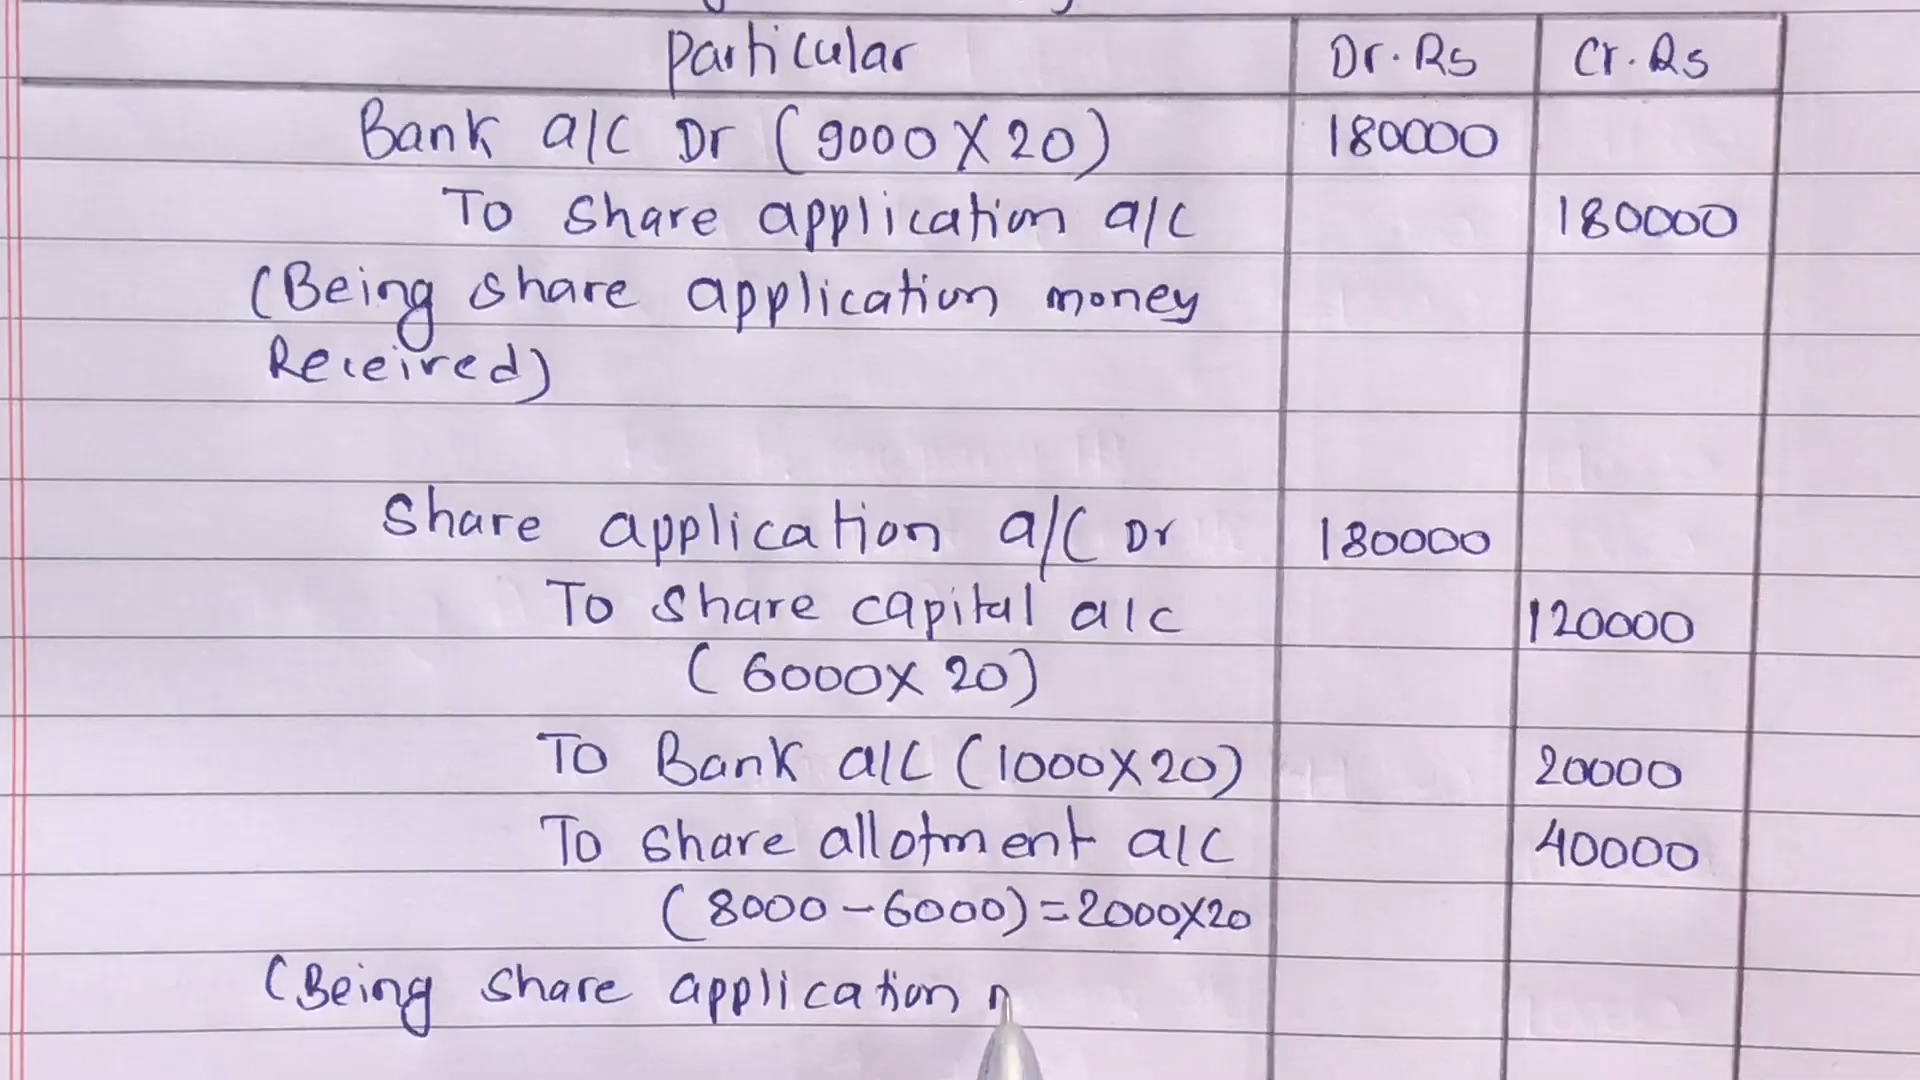 Particular Dr. Rs Cr. Rs
Bank a/c Dr (9000 X 20) 180000
To Share application a/c 180000
(Being share application money
Received)
Share application a/c Dr 180000
To Share capital a/c 120000
(6000 X 20)
To Bank a/c (1000 X 20) 20000
To Share allotment a/c 40000
(8000 - 6000) = 2000 X 20
(Being share application